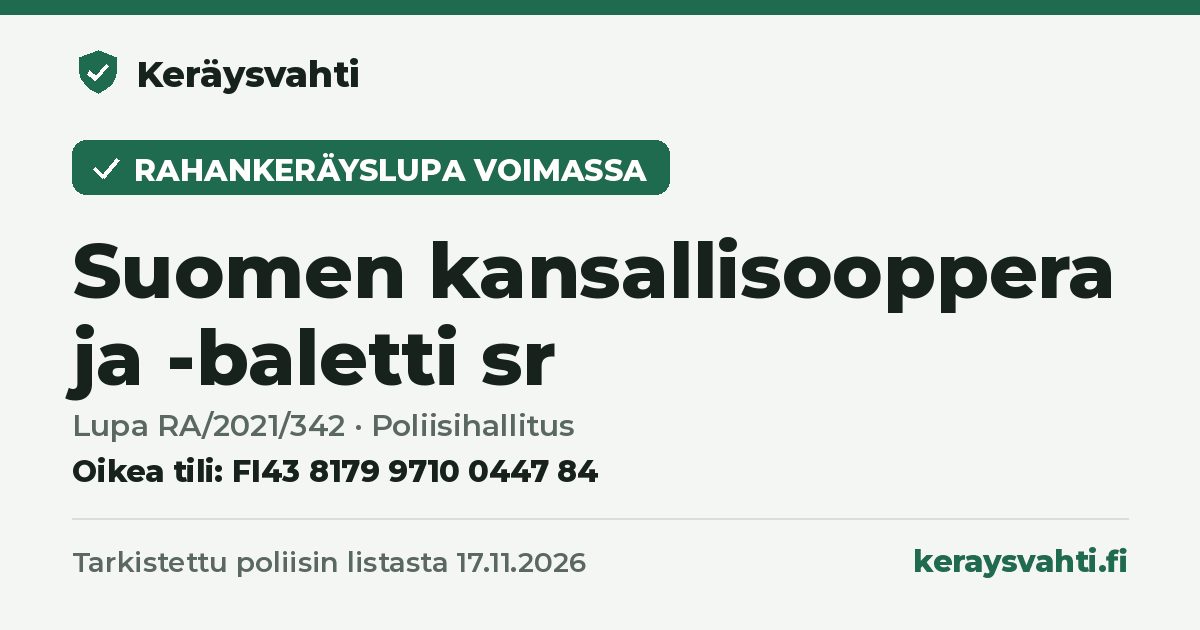 Keräysvahti
RAHANKERÄYSLUPA VOIMASSA
Suomen kansallisooppera
ja -baletti sr
Lupa RA/2021/342 · Poliisihallitus
Oikea tili: FI43 8179 9710 0447 84
Tarkistettu poliisin listasta 17.11.2026
keraysvahti.fi